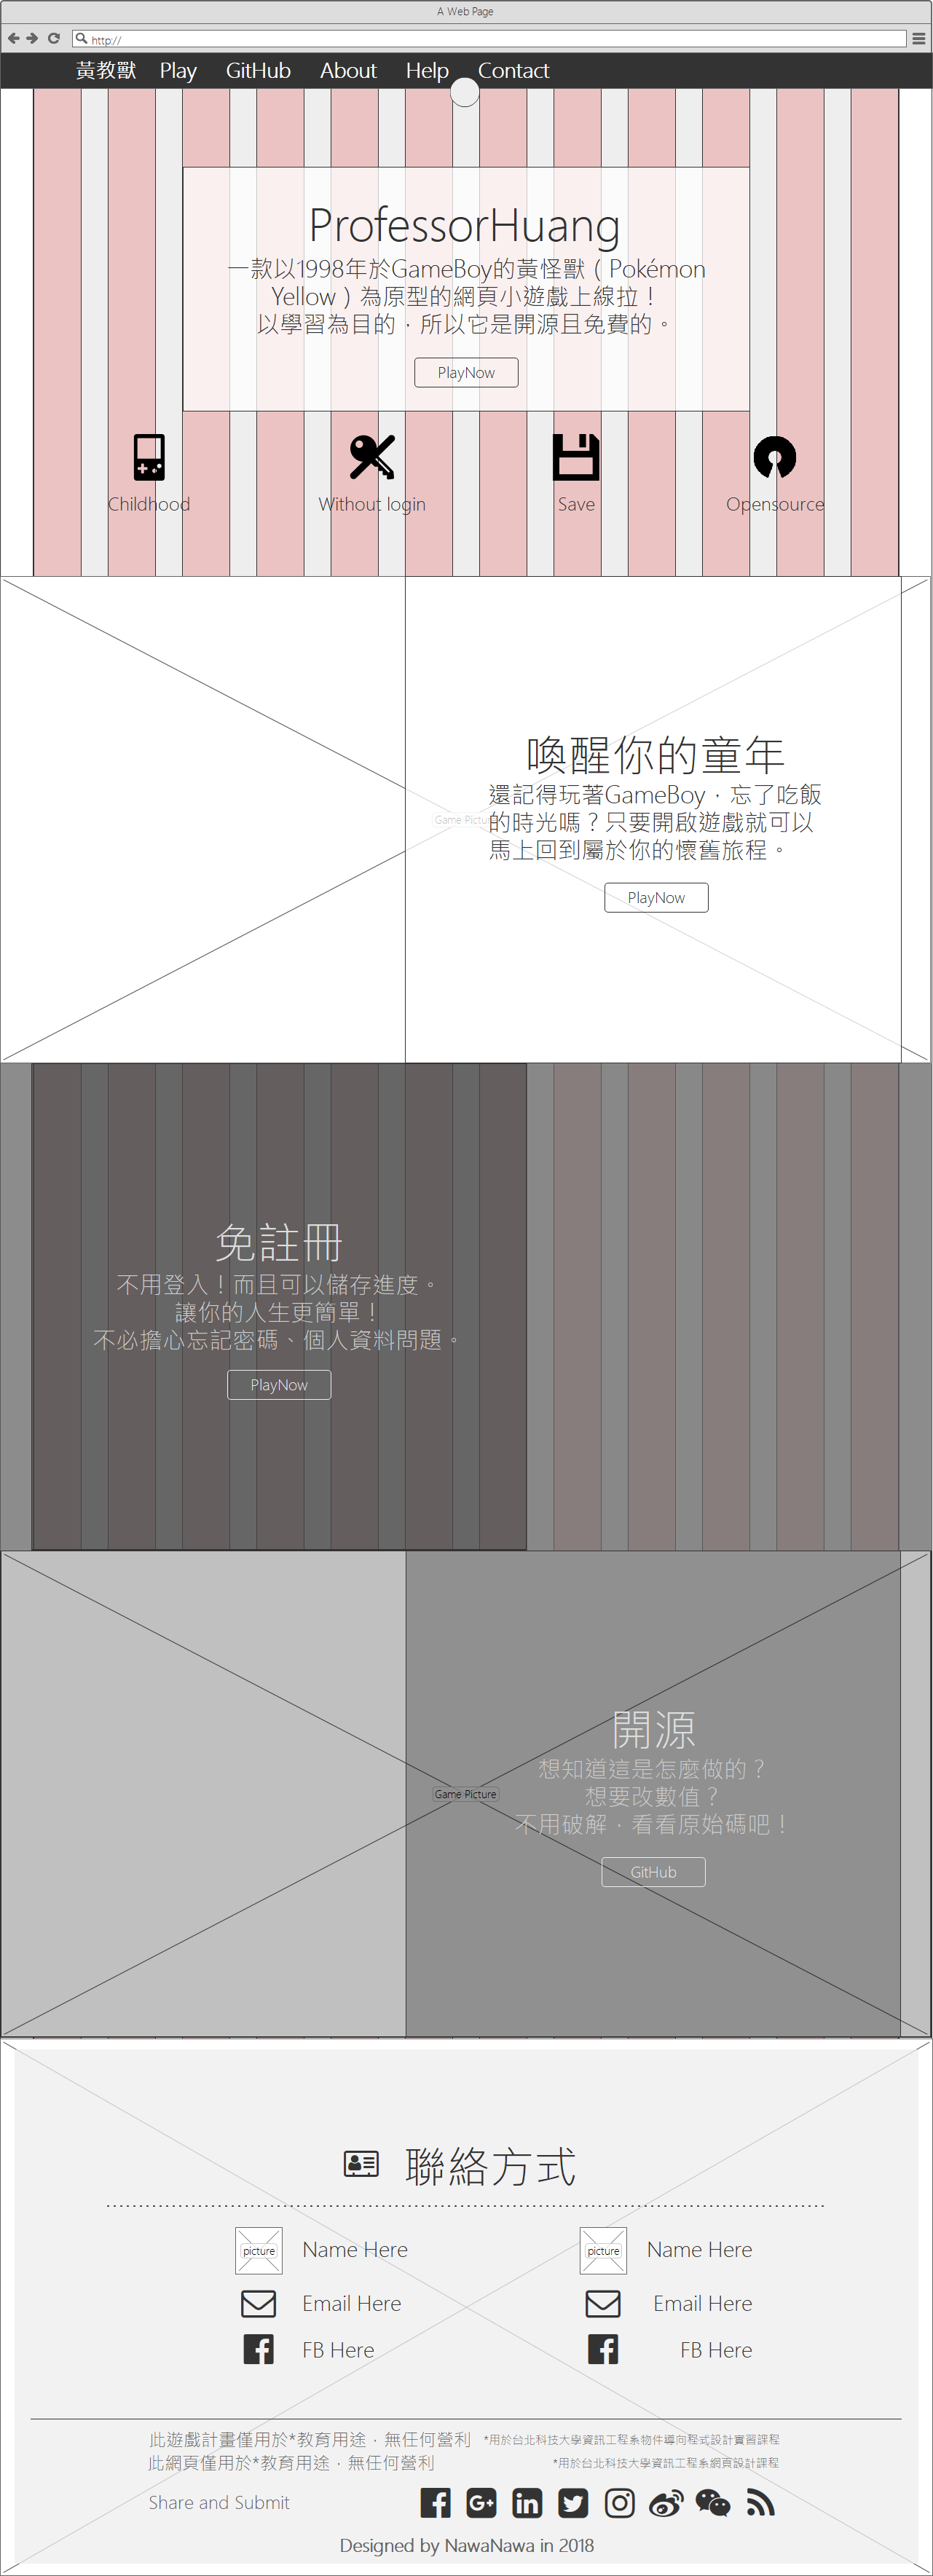 A Web Page
http://
黃教獸 Play GitHub About Help Contact
ProfessorHuang
一款以1998年於GameBoy的黃怪獸（Pokémon
Yellow）為原型的網頁小遊戲上線拉！
以學習為目的，所以它是開源且免費的。
PlayNow
Childhood Without login Save Opensource
喚醒你的童年
還記得玩著GameBoy，忘了吃飯
Game Picture
的時光嗎？只要開啟遊戲就可以
馬上回到屬於你的懷舊旅程。
PlayNow
免註冊
不用登入！而且可以儲存進度。
讓你的人生更簡單！
不必擔心忘記密碼、個人資料問題。
PlayNow
開源
想知道這是怎麼做的？
Game Picture
想要改數值？
不用破解，看看原始碼吧！
GitHub
聯絡方式
picture Name Here picture Name Here
Email Here Email Here
FB Here FB Here
此遊戲計畫僅用於*教育用途，無任何營利 *用於台北科技大學資訊工程系物件導向程式設計實習課程
此網頁僅用於*教育用途，無任何營利 *用於台北科技大學資訊工程系網頁設計課程
Share and Submit
Designed by NawaNawa in 2018